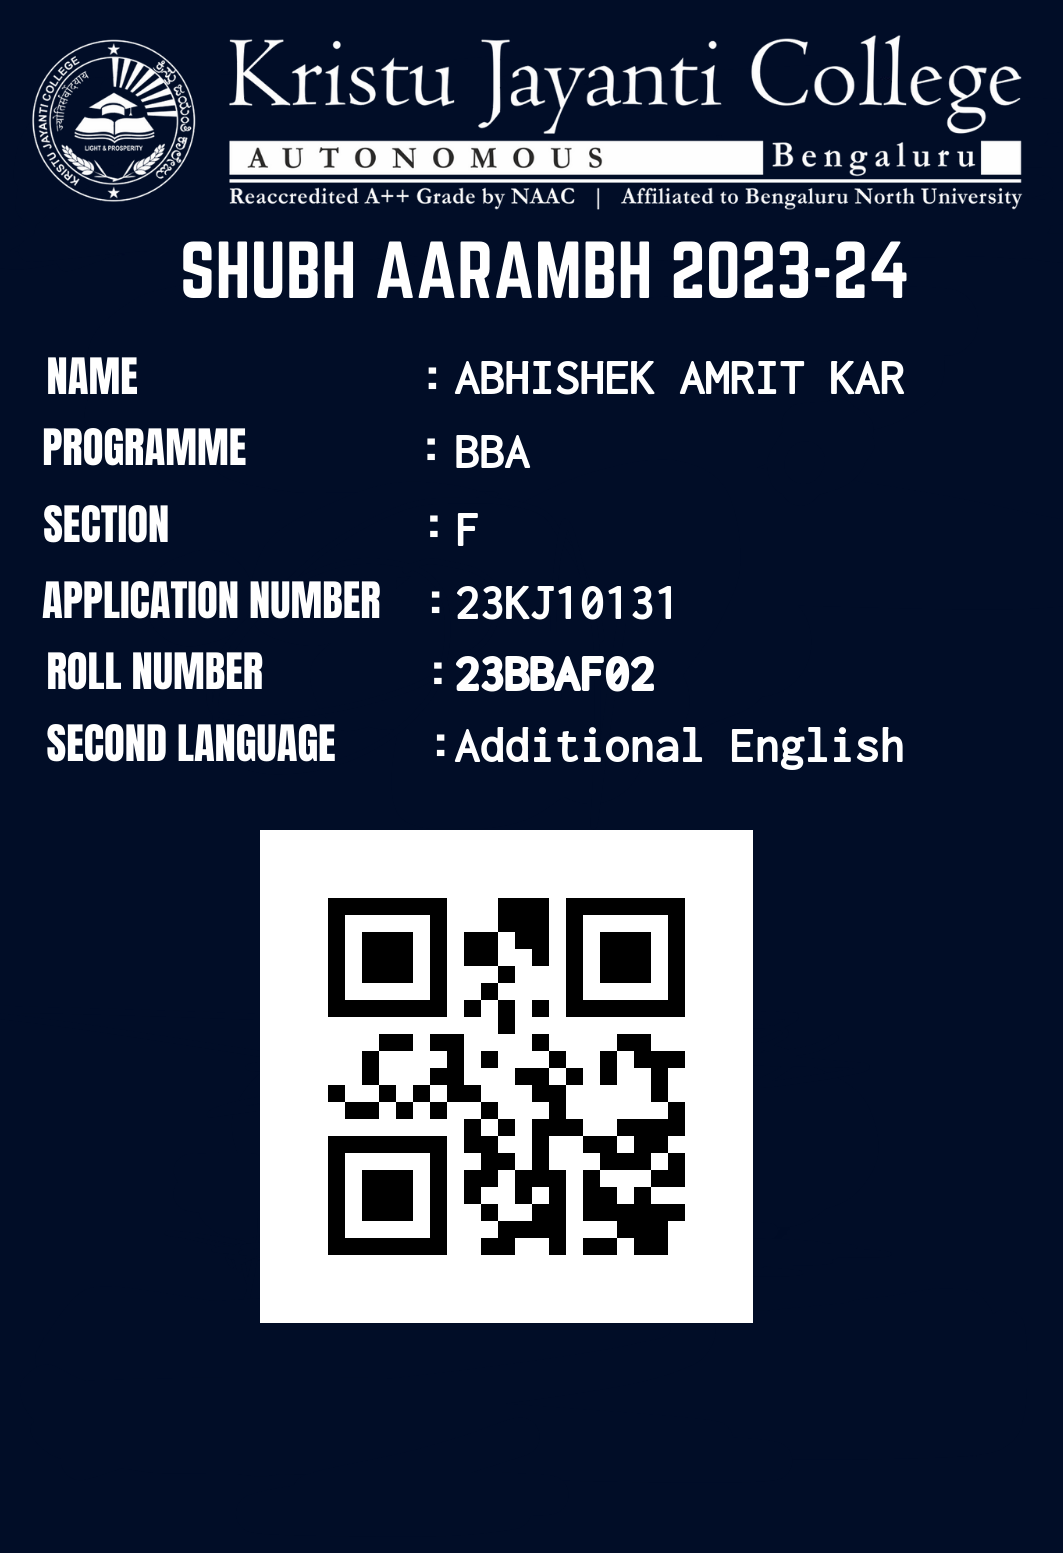 Kristu Jayanti College
AUTONOMOUS Bengaluru
Reaccredited A++ Grade by NAAC | Affiliated to Bengaluru North University
KRISTU JAYANTI COLLEGE
LIGHT & PROSPERITY
SHUBH AARAMBH 2023-24
NAME : ABHISHEK AMRIT KAR
PROGRAMME : BBA
SECTION : F
APPLICATION NUMBER : 23KJ10131
ROLL NUMBER : 23BBAF02
SECOND LANGUAGE :Additional English